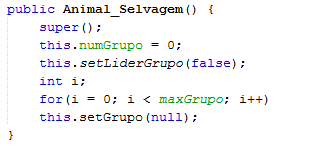 public Animal_Selvagem() {
super();
this.numGrupo = 0;
this.setLiderGrupo(false);
int i;
for(i = 0; i < maxGrupo; i++)
this.setGrupo(null);
}